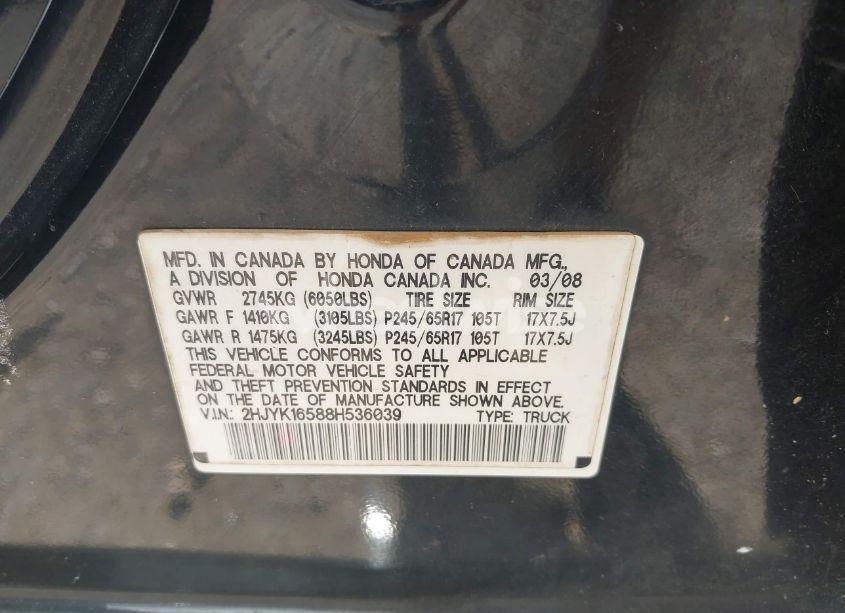 MFD. IN CANADA BY HONDA OF CANADA MFG.,
A DIVISION OF HONDA CANADA INC. 03/08
GVWR 2745KG (6050LBS) TIRE SIZE RIM SIZE
GAWR F 1410KG (3105LBS) P245/65R17 105T 17X7.5J
GAWR R 1475KG (3245LBS) P245/65R17 105T 17X7.5J
THIS VEHICLE CONFORMS TO ALL APPLICABLE
FEDERAL MOTOR VEHICLE SAFETY
AND THEFT PREVENTION STANDARDS IN EFFECT
ON THE DATE OF MANUFACTURE SHOWN ABOVE.
V.I.N.: 2HJYK16588H536039 TYPE: TRUCK